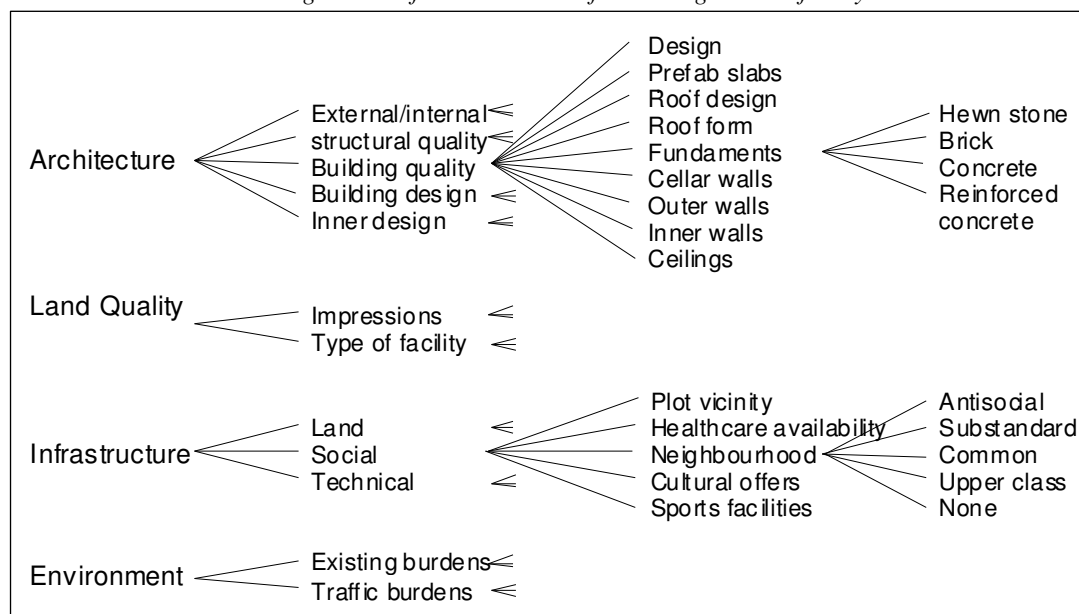 Architecture
External/internal
structural quality
Building quality
Building design
Inner design
Design
Prefab slabs
Roof design
Roof form
Fundaments
Cellar walls
Outer walls
Inner walls
Ceilings
Hewn stone
Brick
Concrete
Reinforced
concrete
Land Quality
Impressions
Type of facility
Infrastructure
Land
Social
Technical
Plot vicinity
Healthcare availability
Neighbourhood
Cultural offers
Sports facilities
Antisocial
Substandard
Common
Upper class
None
Environment
Existing burdens
Traffic burdens